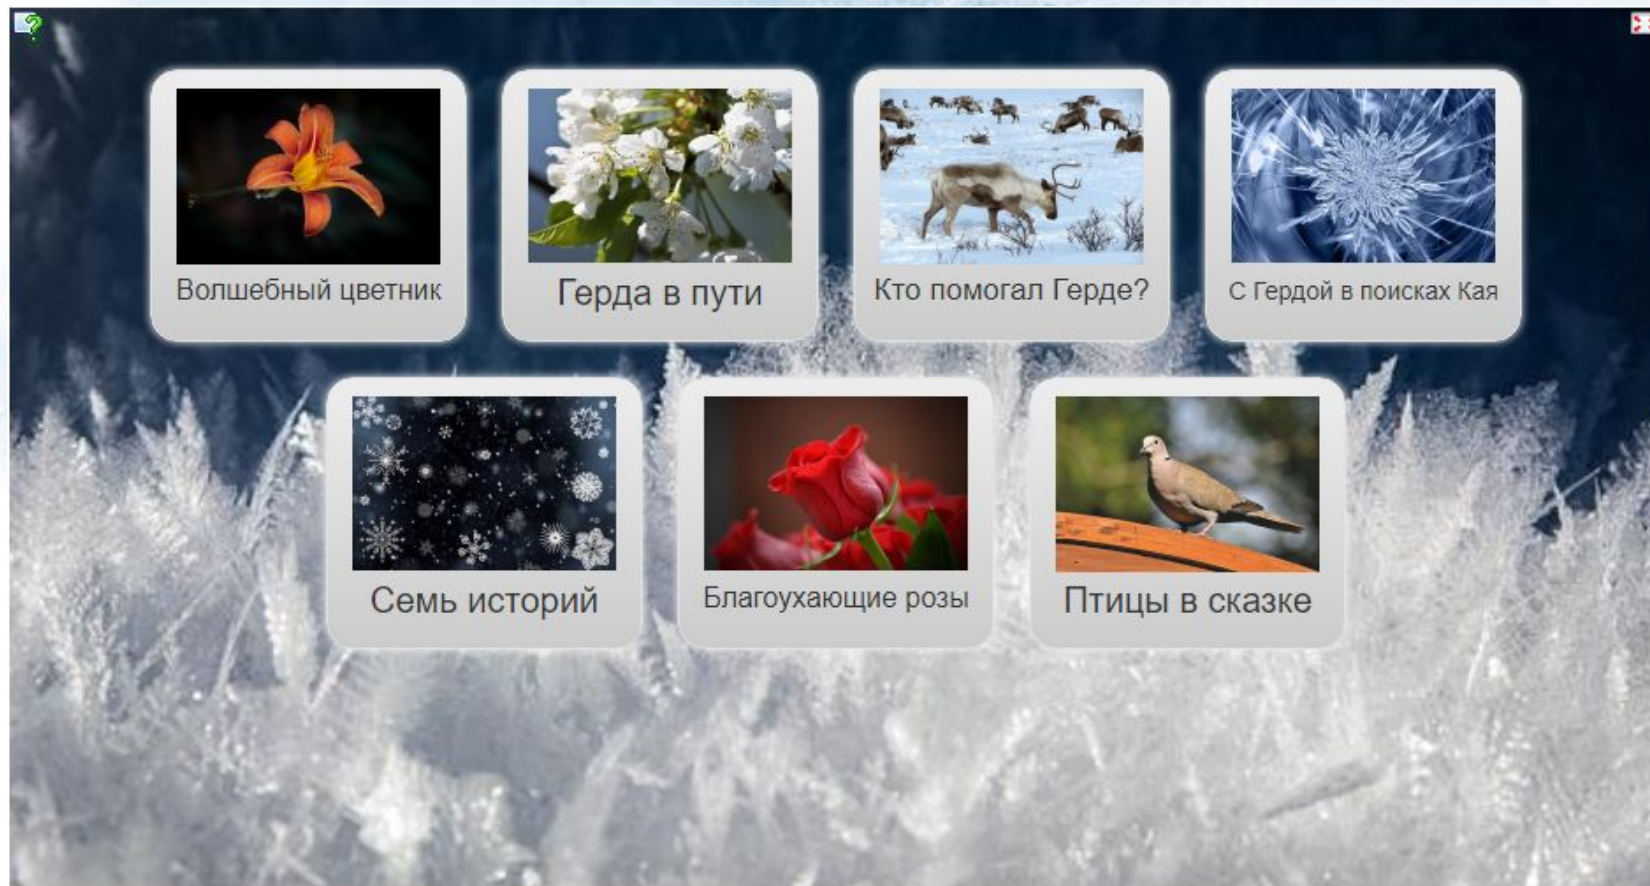 Волшебный цветник
Герда в пути
Кто помогал Герде?
С Гердой в поисках Кая
Семь историй
Благоухающие розы
Птицы в сказке